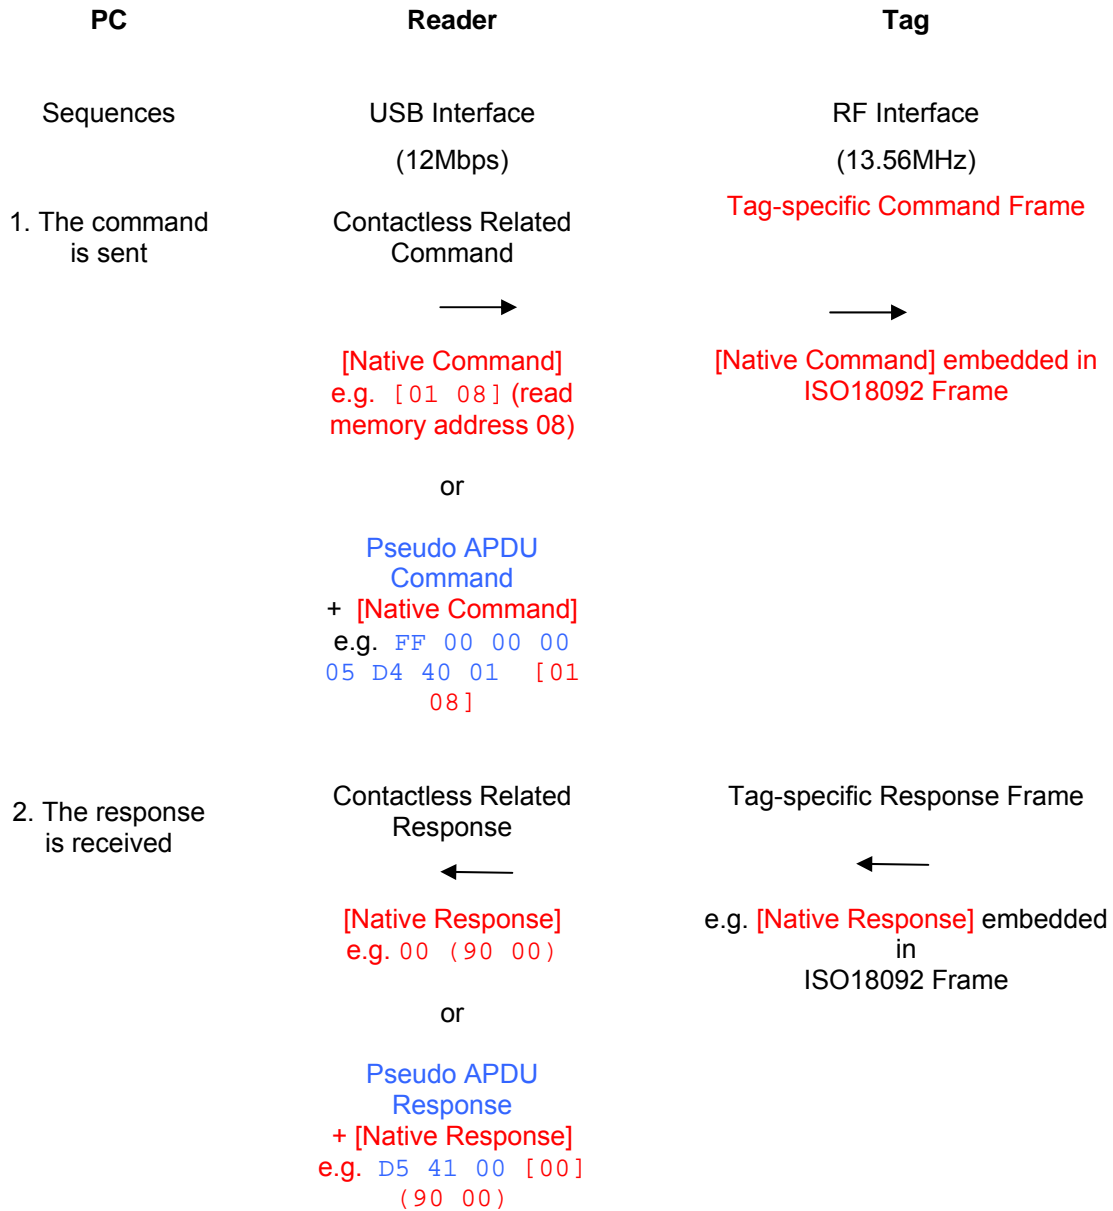 PC Reader Tag
Sequences USB Interface RF Interface
(12Mbps) (13.56MHz)
1. The command
is sent
Contactless Related
Command
Tag-specific Command Frame
[Native Command]
e.g. [01 08] (read
memory address 08)
[Native Command] embedded in
ISO18092 Frame
or
Pseudo APDU
Command
+ [Native Command]
e.g. FF 00 00 00
05 D4 40 01 [01
08]
2. The response
is received
Contactless Related
Response
Tag-specific Response Frame
[Native Response]
e.g. 00 (90 00)
e.g. [Native Response] embedded
in
ISO18092 Frame
or
Pseudo APDU
Response
+ [Native Response]
e.g. D5 41 00 [00]
(90 00)